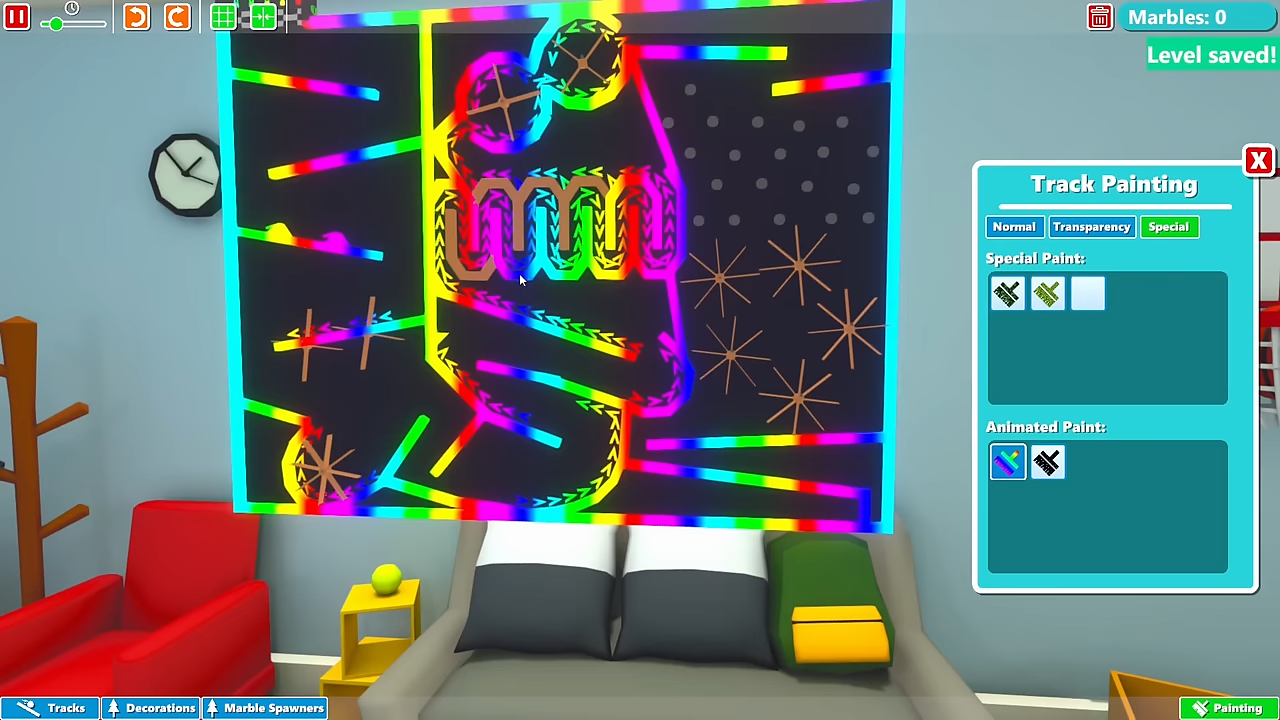 Marbles: 0
Level saved!
Track Painting
Normal
Transparency
Special
Special Paint:
Animated Paint:
Tracks
Decorations
Marble Spawners
Painting